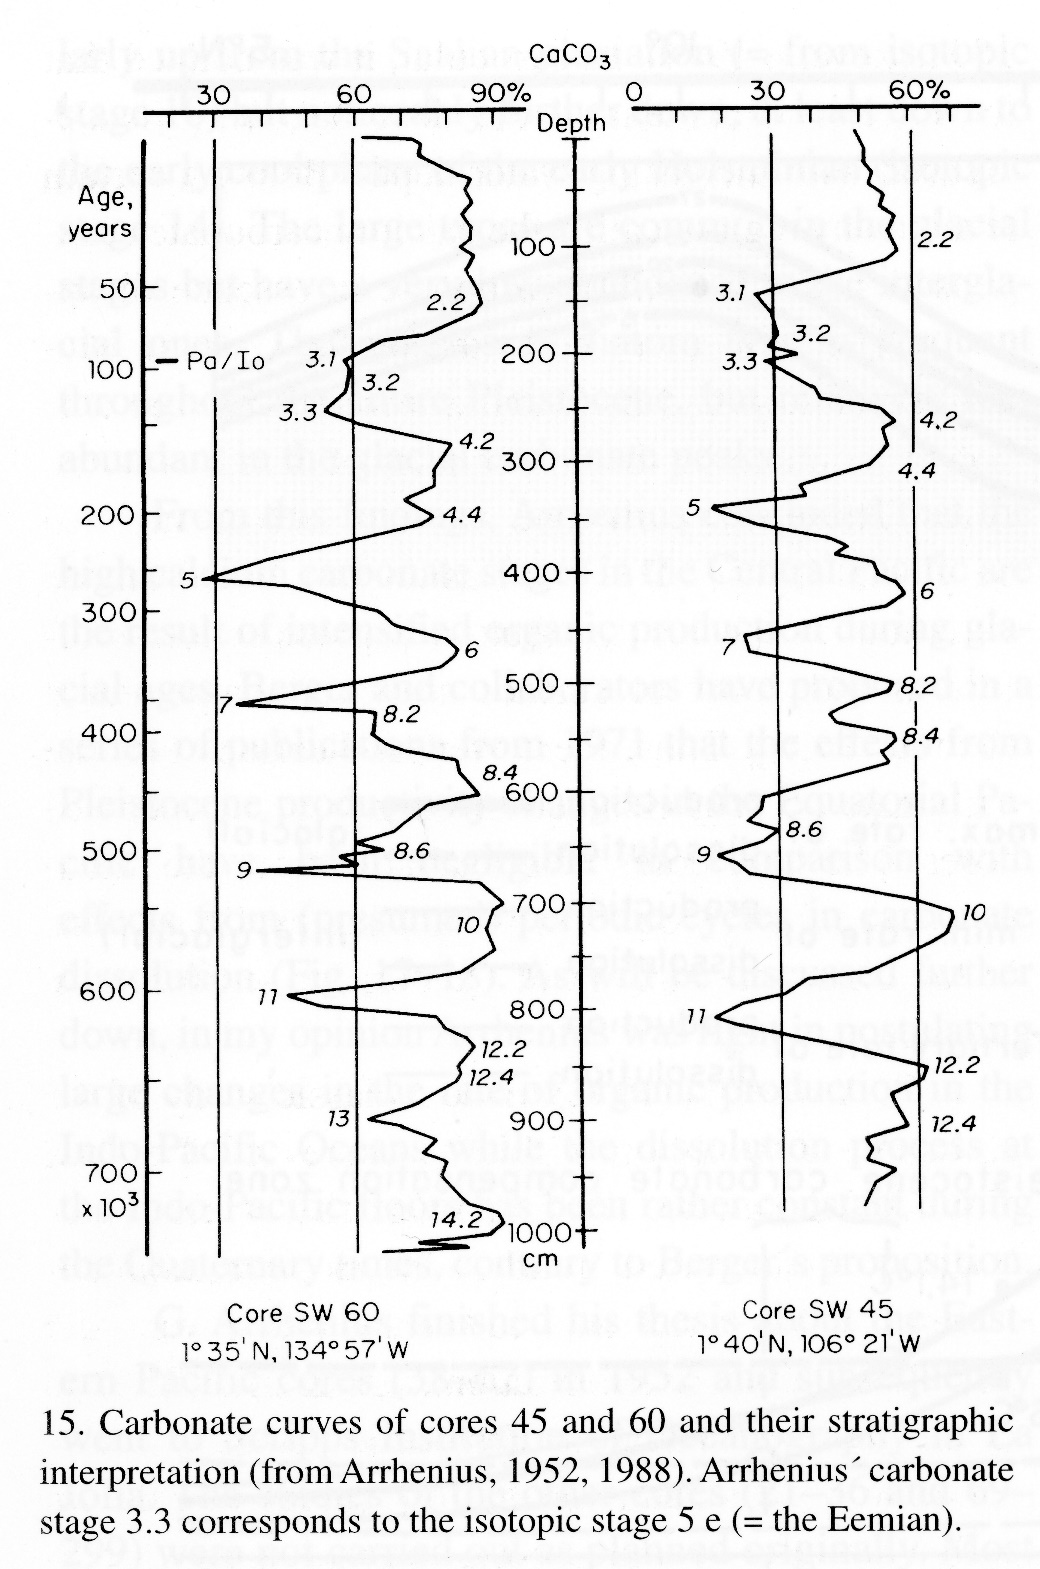 CaCO₃
30 60 90% 0 30 60%
Depth
Age,
years
100 2.2
50 2.2 3.1
3.2
100 Pa/Io 3.1 200 3.3
3.2
3.3 4.2
4.2 300
4.4
200 4.4 5
5 400 6
300
6 7
7 8.2 500 8.2
400 8.4
8.4 600
8.6
500 8.6 9
9 700
10 10
600 11 800 11
12.2 12.2
12.4
13 900 12.4
700
x 10³ 14.2 1000
cm
Core SW 60 Core SW 45
1°35'N, 134°57'W 1°40'N, 106°21'W
15. Carbonate curves of cores 45 and 60 and their stratigraphic
interpretation (from Arrhenius, 1952, 1988). Arrhenius´ carbonate
stage 3.3 corresponds to the isotopic stage 5 e (= the Eemian).